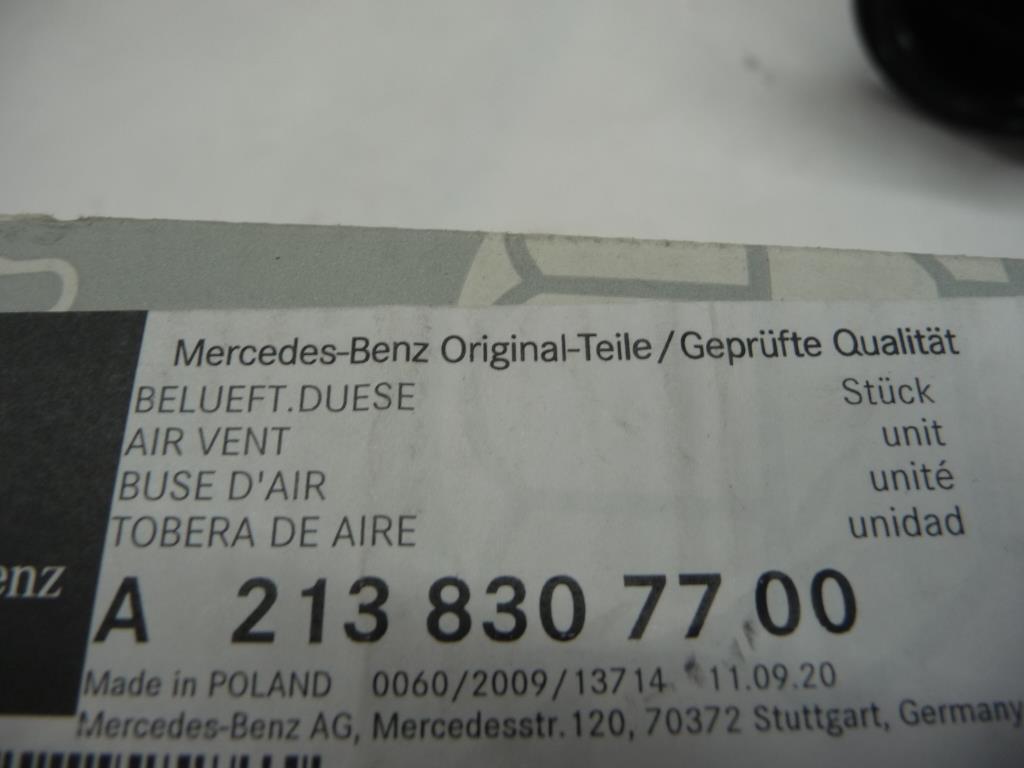 Mercedes-Benz Original-Teile/Geprüfte Qualität
BELUEFT.DUESE Stück
AIR VENT unit
BUSE D'AIR unité
TOBERA DE AIRE unidad
enz
A 213 830 77 00
Made in POLAND 0060/2009/13714 11.09.20
Mercedes-Benz AG, Mercedesstr.120, 70372 Stuttgart, Germany